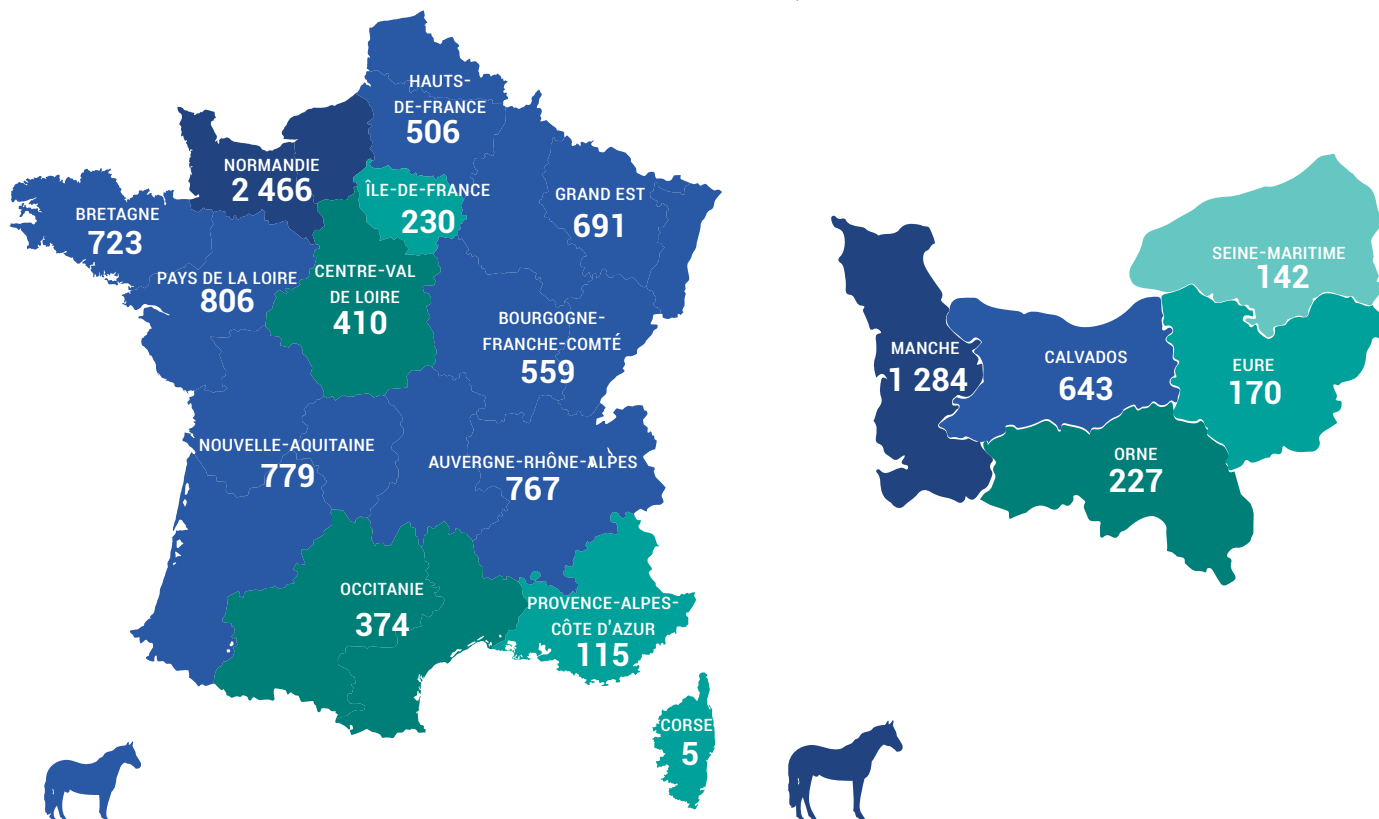 HAUTS-
DE-FRANCE
506
NORMANDIE
2 466
ÎLE-DE-FRANCE
230
GRAND EST
691
BRETAGNE
723
PAYS DE LA LOIRE
806
CENTRE-VAL
DE LOIRE
410
BOURGOGNE-
FRANCHE-COMTÉ
559
NOUVELLE-AQUITAINE
779
AUVERGNE-RHÔNE-ALPES
767
OCCITANIE
374
PROVENCE-ALPES-
CÔTE D'AZUR
115
CORSE
5
SEINE-MARITIME
142
MANCHE
1 284
CALVADOS
643
EURE
170
ORNE
227